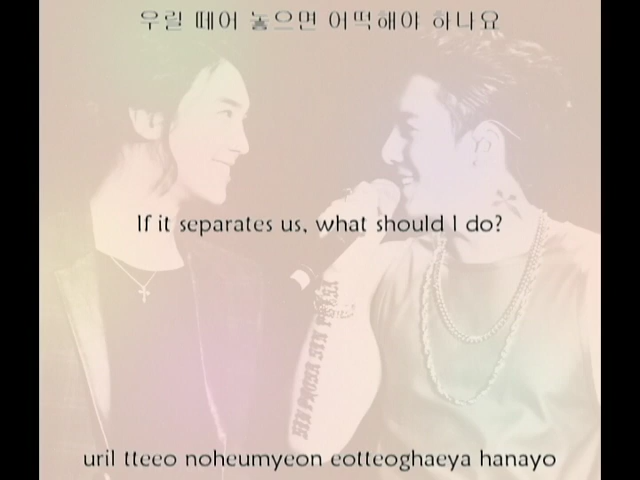 우릴 떼어 놓으면 어떡해야 하나요
If it separates us, what should I do?
uril tteeo noheumyeon eotteoghaeya hanayo